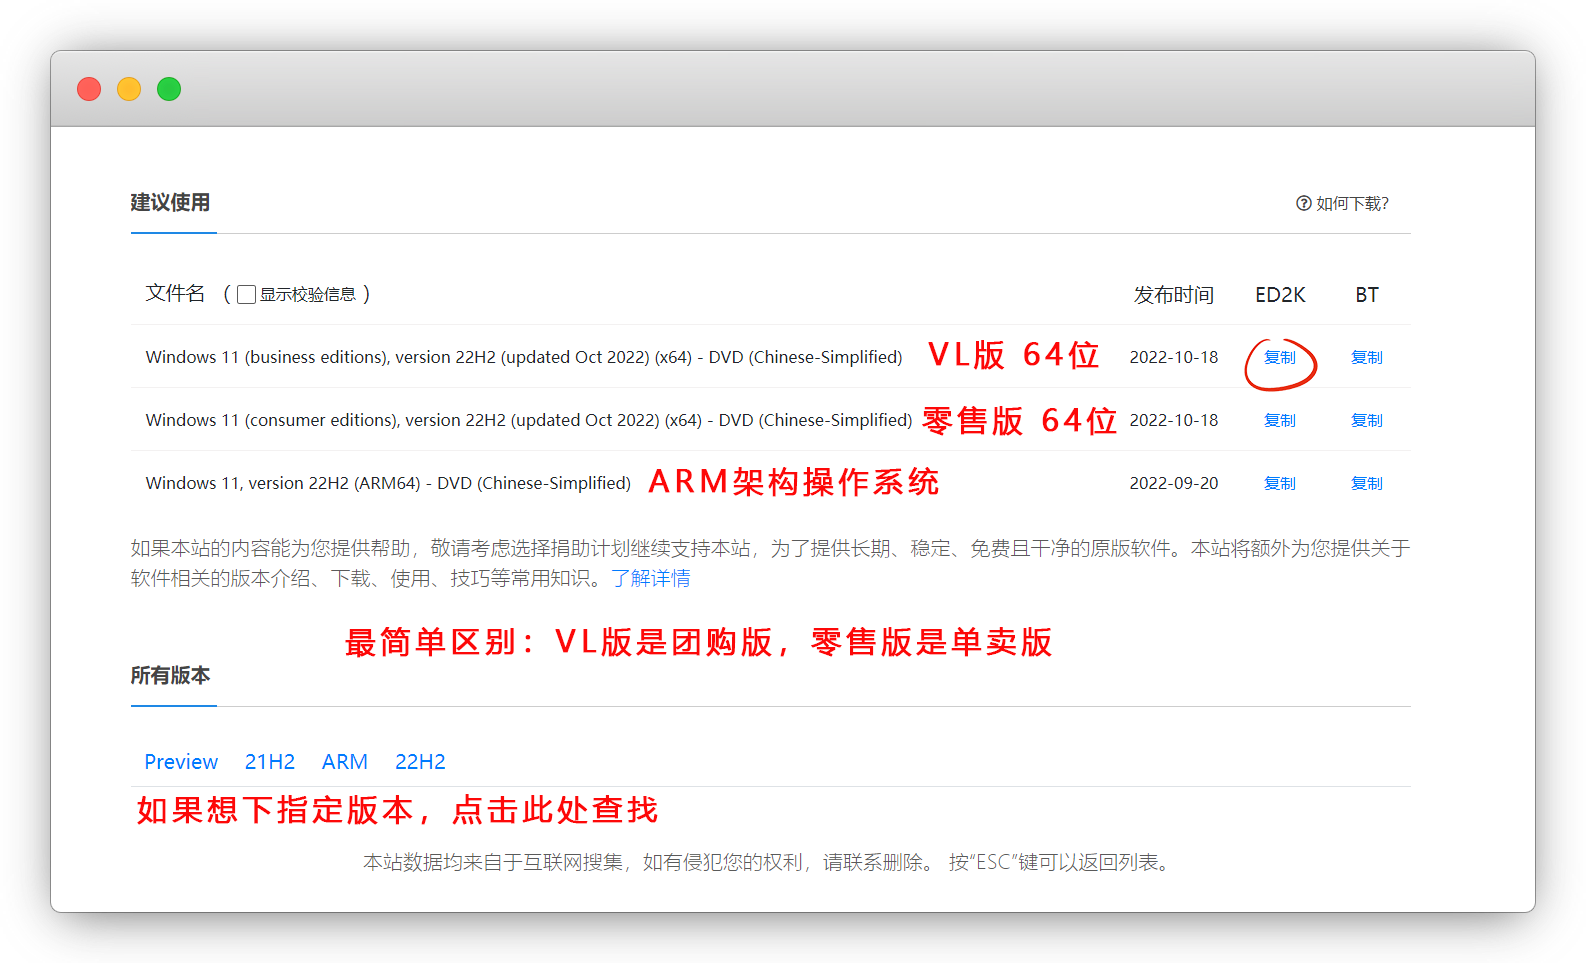 建议使用
如何下载?
文件名 ( 显示校验信息 ) 发布时间 ED2K BT
Windows 11 (business editions), version 22H2 (updated Oct 2022) (x64) - DVD (Chinese-Simplified) VL版 64位 2022-10-18 复制 复制
Windows 11 (consumer editions), version 22H2 (updated Oct 2022) (x64) - DVD (Chinese-Simplified) 零售版 64位 2022-10-18 复制 复制
Windows 11, version 22H2 (ARM64) - DVD (Chinese-Simplified) ARM架构操作系统 2022-09-20 复制 复制
如果本站的内容能为您提供帮助，敬请考虑选择捐助计划继续支持本站，为了提供长期、稳定、免费且干净的原版软件。本站将额外为您提供关于
软件相关的版本介绍、下载、使用、技巧等常用知识。了解详情
最简单区别：VL版是团购版，零售版是单卖版
所有版本
Preview 21H2 ARM 22H2
如果想下指定版本，点击此处查找
本站数据均来自于互联网搜集，如有侵犯您的权利，请联系删除。 按“ESC”键可以返回列表。